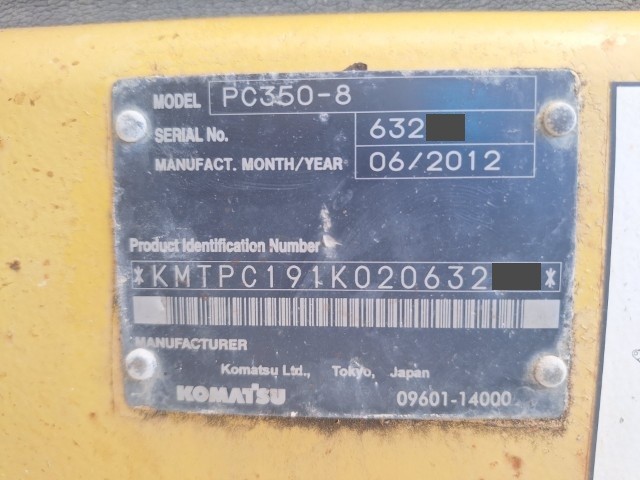 MODEL PC350-8
SERIAL No. 632
MANUFACT. MONTH/YEAR 06/2012
Product Identification Number
*KMTPC191K020632 *
MANUFACTURER
Komatsu Ltd., Tokyo, Japan
KOMATSU 09601-14000